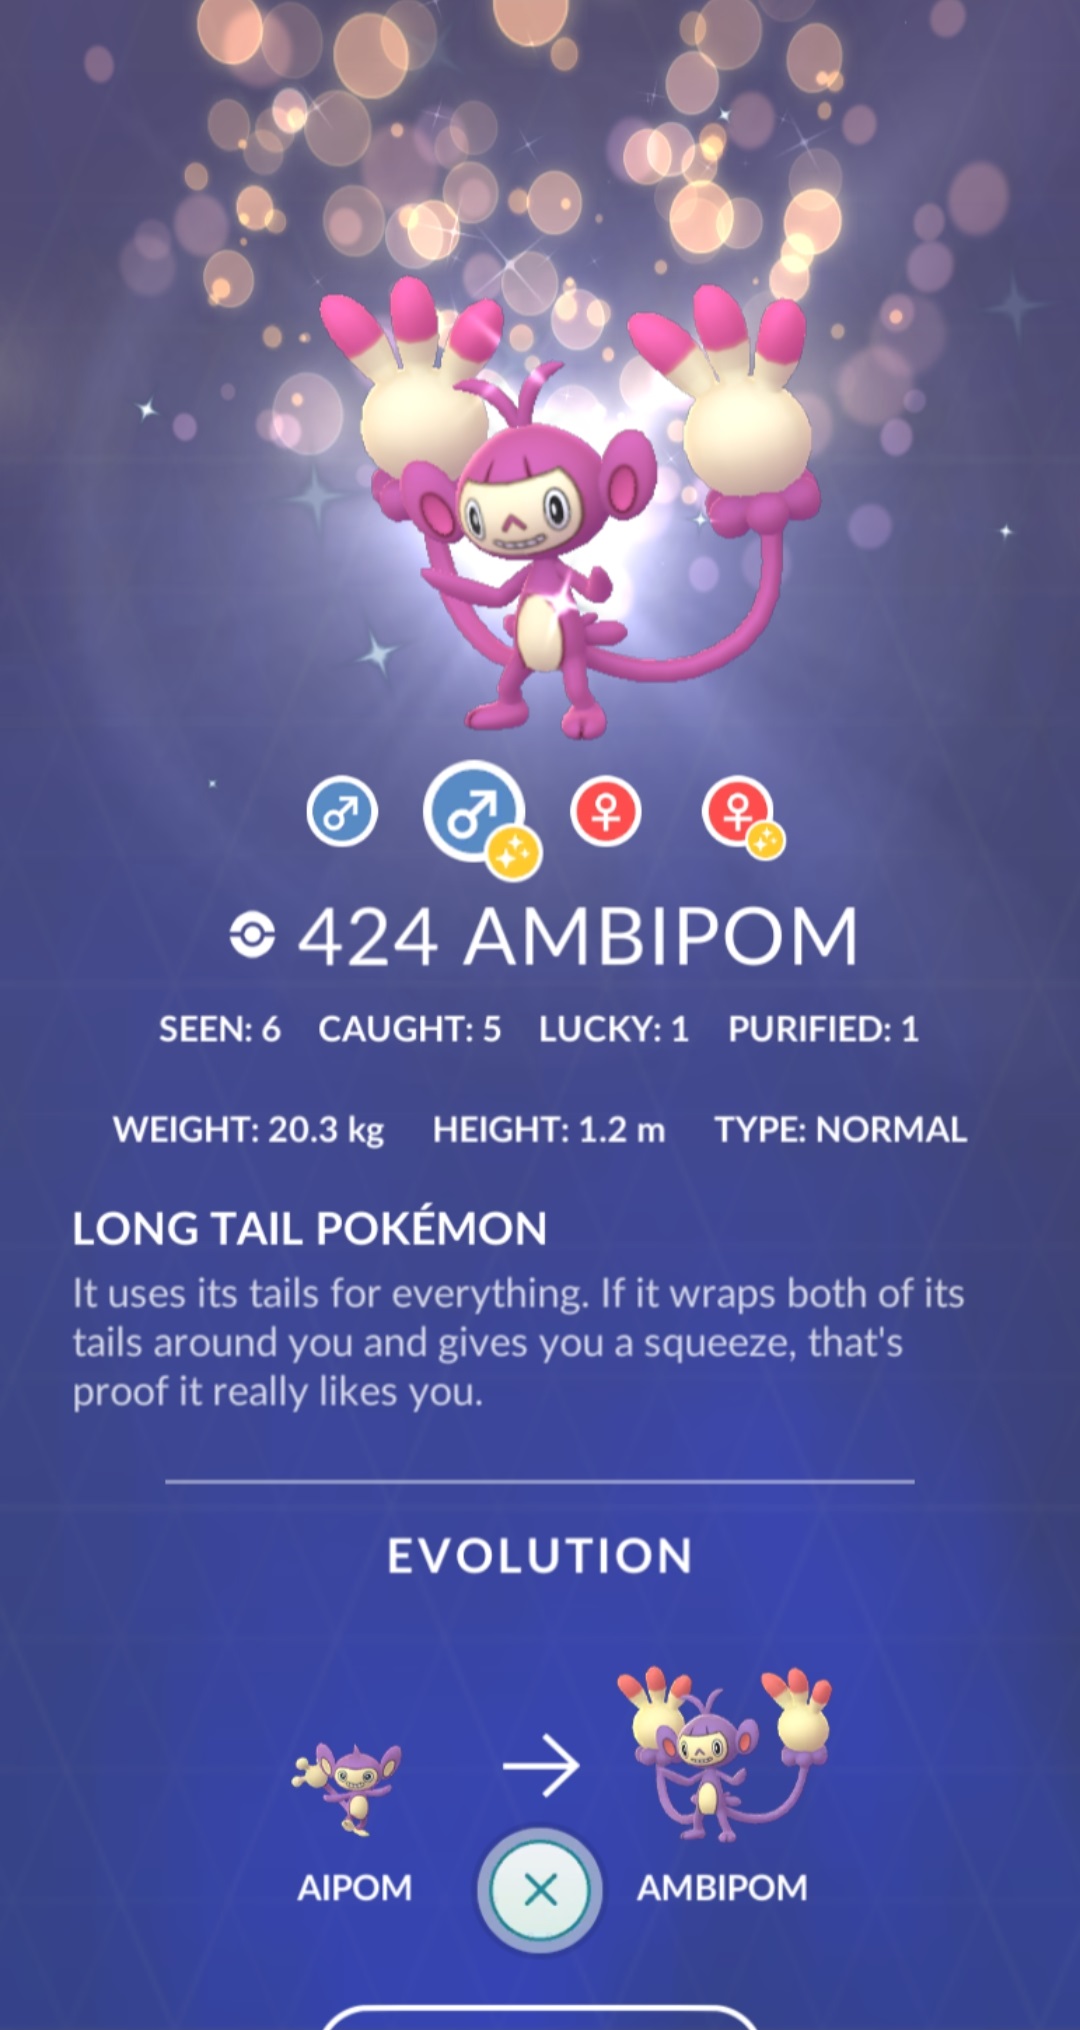 424 AMBIPOM
SEEN: 6 CAUGHT: 5 LUCKY: 1 PURIFIED: 1
WEIGHT: 20.3 kg HEIGHT: 1.2 m TYPE: NORMAL
LONG TAIL POKÉMON
It uses its tails for everything. If it wraps both of its
tails around you and gives you a squeeze, that's
proof it really likes you.
EVOLUTION
AIPOM AMBIPOM